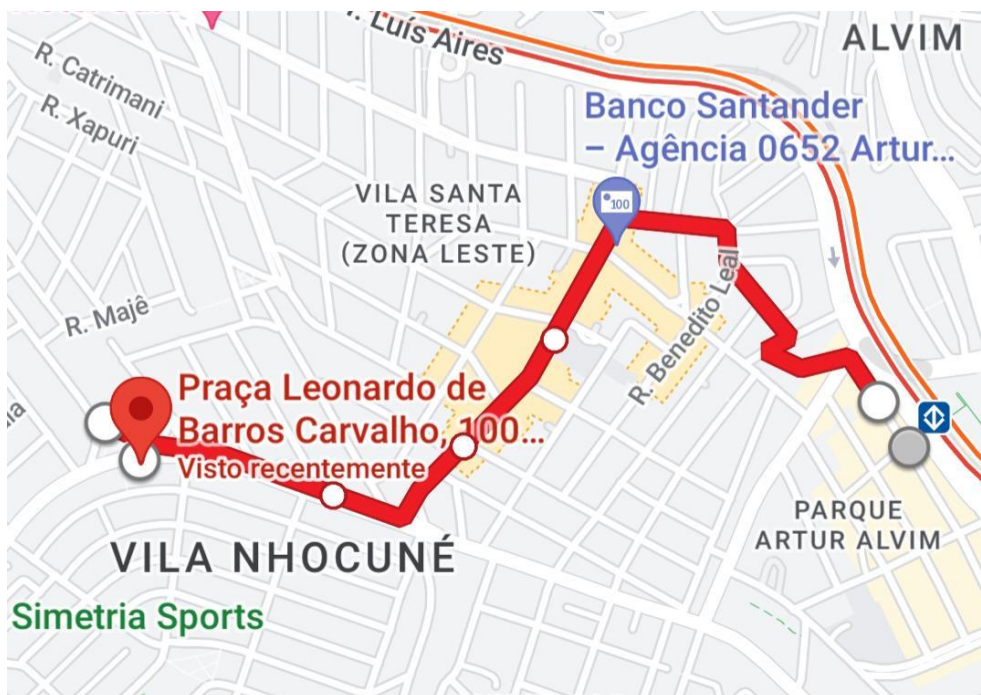 ALVIM
Luís Aires
R. Catrimani
R. Xapuri
Banco Santander
– Agência 0652 Artur...
100
VILA SANTA
TERESA
(ZONA LESTE)
R. Benedito Leal
R. Majê
Praça Leonardo de
Barros Carvalho, 100...
Visto recentemente
PARQUE
ARTUR ALVIM
VILA NHOCUNÉ
Simetria Sports